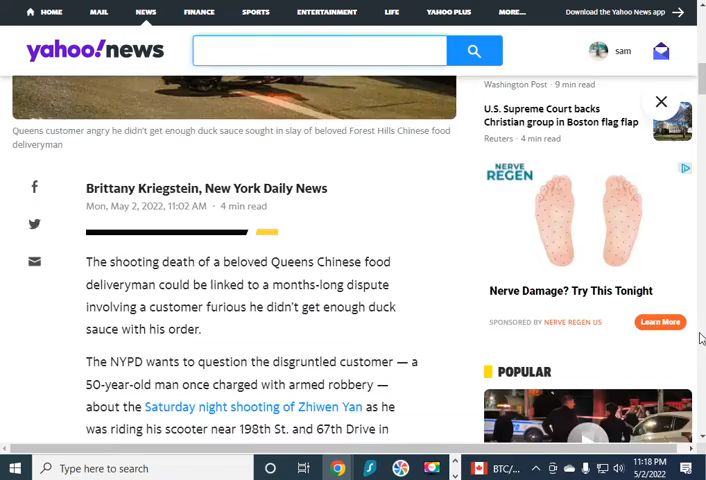 HOME MAIL NEWS FINANCE SPORTS ENTERTAINMENT LIFE YAHOO PLUS MORE... Download the Yahoo News app
yahoo!news
sam
Queens customer angry he didn't get enough duck sauce sought in slay of beloved Forest Hills Chinese food
deliveryman
Brittany Kriegstein, New York Daily News
Mon, May 2, 2022, 11:02 AM · 4 min read
The shooting death of a beloved Queens Chinese food
deliveryman could be linked to a months-long dispute
involving a customer furious he didn't get enough duck
sauce with his order.
The NYPD wants to question the disgruntled customer — a
50-year-old man once charged with armed robbery —
about the Saturday night shooting of Zhiwen Yan as he
was riding his scooter near 198th St. and 67th Drive in
Washington Post · 9 min read
U.S. Supreme Court backs
Christian group in Boston flag flap
Reuters · 4 min read
NERVE
REGEN
Nerve Damage? Try This Tonight
SPONSORED BY NERVE REGEN US
Learn More
POPULAR
Type here to search
BTC/...
11:18 PM
5/2/2022